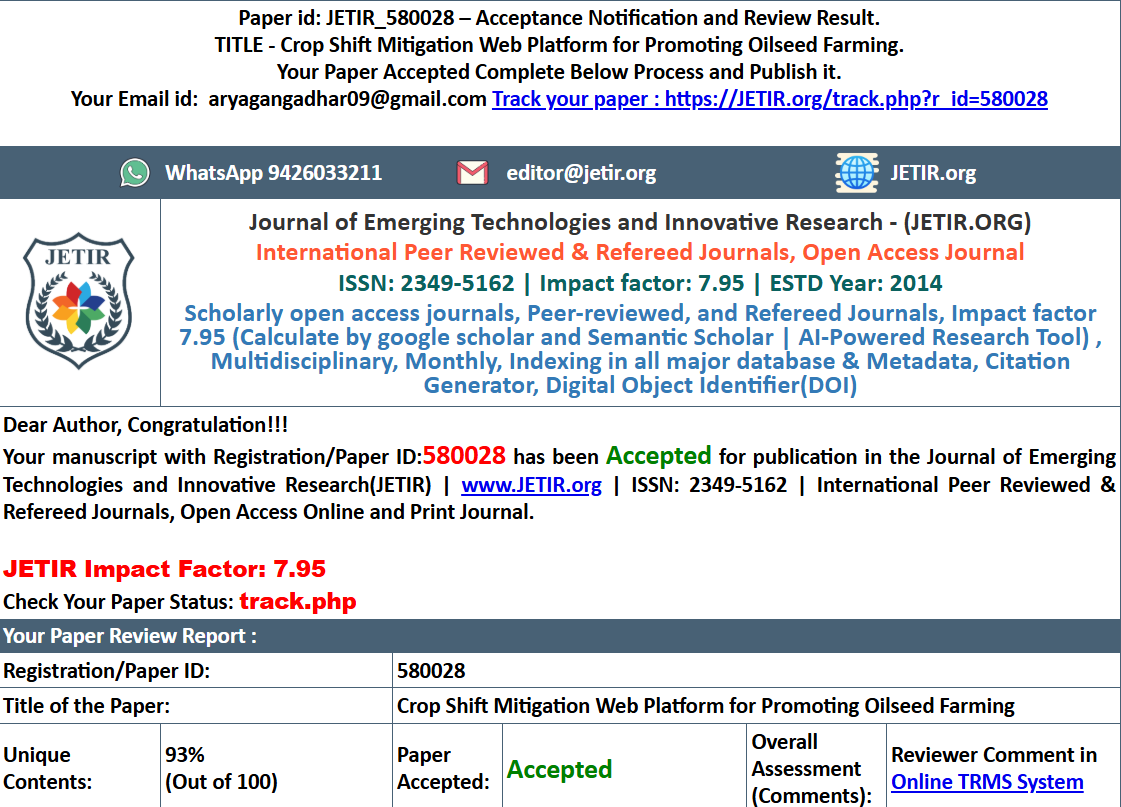 Paper id: JETIR_580028 – Acceptance Notification and Review Result.
TITLE - Crop Shift Mitigation Web Platform for Promoting Oilseed Farming.
Your Paper Accepted Complete Below Process and Publish it.
Your Email id: aryagangadhar09@gmail.com Track your paper : https://JETIR.org/track.php?r_id=580028
WhatsApp 9426033211 editor@jetir.org JETIR.org
JETIR
Journal of Emerging Technologies and Innovative Research - (JETIR.ORG)
International Peer Reviewed & Refereed Journals, Open Access Journal
ISSN: 2349-5162 | Impact factor: 7.95 | ESTD Year: 2014
Scholarly open access journals, Peer-reviewed, and Refereed Journals, Impact factor
7.95 (Calculate by google scholar and Semantic Scholar | AI-Powered Research Tool) ,
Multidisciplinary, Monthly, Indexing in all major database & Metadata, Citation
Generator, Digital Object Identifier(DOI)
Dear Author, Congratulation!!!
Your manuscript with Registration/Paper ID:580028 has been Accepted for publication in the Journal of Emerging
Technologies and Innovative Research(JETIR) | www.JETIR.org | ISSN: 2349-5162 | International Peer Reviewed &
Refereed Journals, Open Access Online and Print Journal.
JETIR Impact Factor: 7.95
Check Your Paper Status: track.php
Your Paper Review Report :
Registration/Paper ID: 580028
Title of the Paper: Crop Shift Mitigation Web Platform for Promoting Oilseed Farming
Unique
Contents:
93%
(Out of 100)
Paper
Accepted:
Accepted
Overall
Assessment
(Comments):
Reviewer Comment in
Online TRMS System